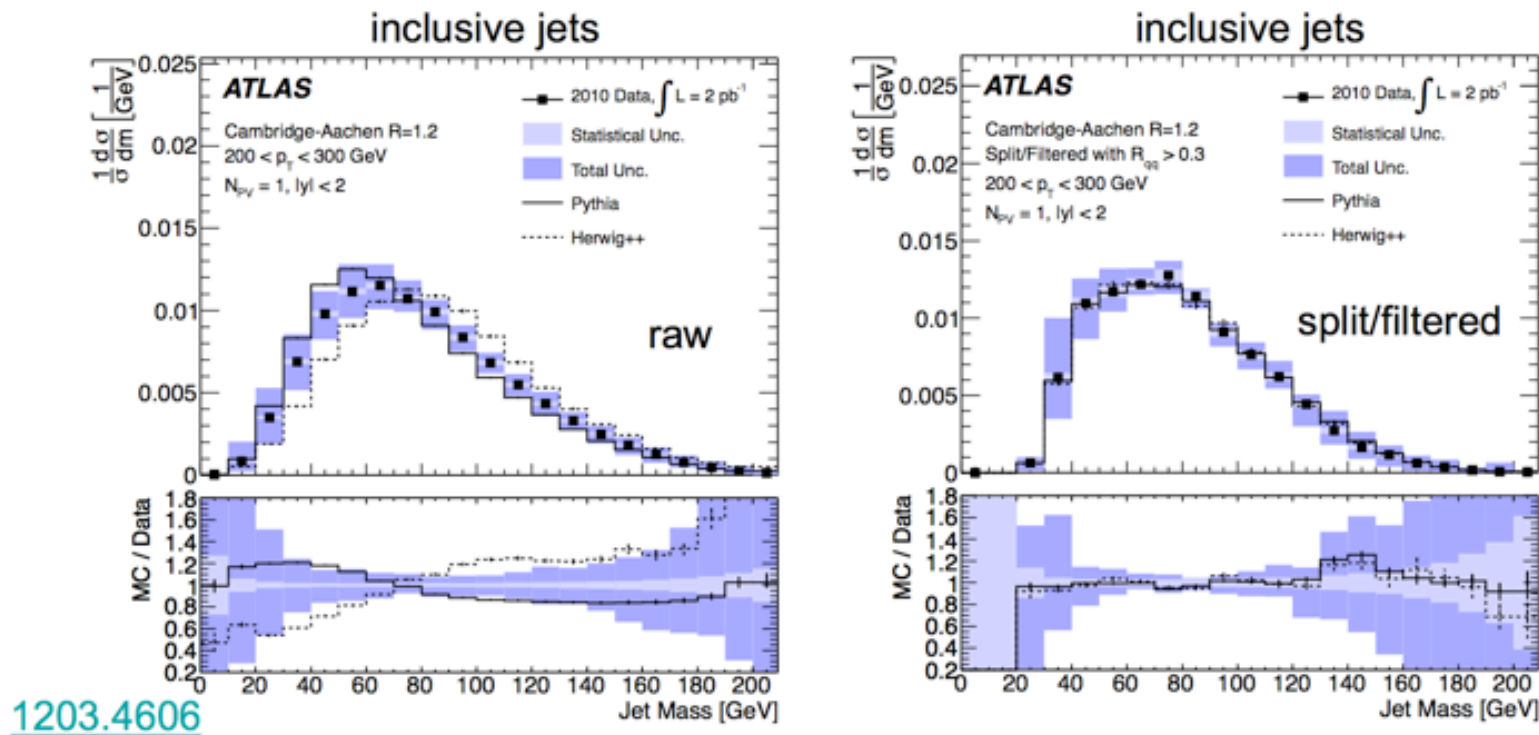 inclusive jets
1/σ dσ/dm [1/GeV]
0.025
0.02
0.015
0.01
0.005
0
ATLAS
Cambridge-Aachen R=1.2
200 < p_T < 300 GeV
N_PV = 1, |y| < 2
2010 Data, ∫ L = 2 pb⁻¹
Statistical Unc.
Total Unc.
Pythia
Herwig++
raw
MC / Data
1.8
1.6
1.4
1.2
1
0.8
0.6
0.4
0.2
0 20 40 60 80 100 120 140 160 180 200
Jet Mass [GeV]
inclusive jets
1/σ dσ/dm [1/GeV]
0.025
0.02
0.015
0.01
0.005
0
ATLAS
Cambridge-Aachen R=1.2
Split/Filtered with R_qq > 0.3
200 < p_T < 300 GeV
N_PV = 1, |y| < 2
2010 Data, ∫ L = 2 pb⁻¹
Statistical Unc.
Total Unc.
Pythia
Herwig++
split/filtered
MC / Data
1.8
1.6
1.4
1.2
1
0.8
0.6
0.4
0.2
0 20 40 60 80 100 120 140 160 180 200
Jet Mass [GeV]
1203.4606